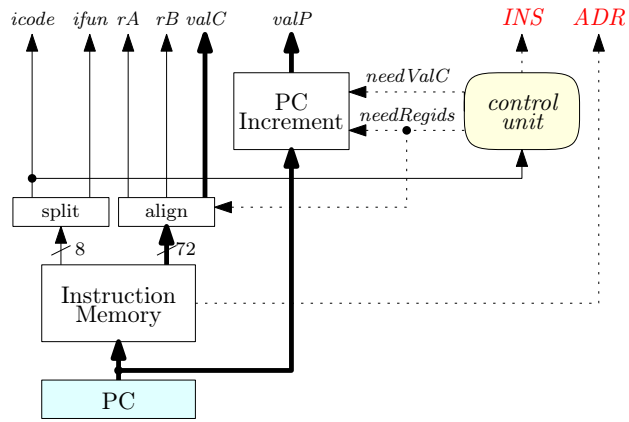 icode ifun rA rB valC valP INS ADR
needValC
PC
Increment
needRegids
control
unit
split
align
8
72
Instruction
Memory
PC